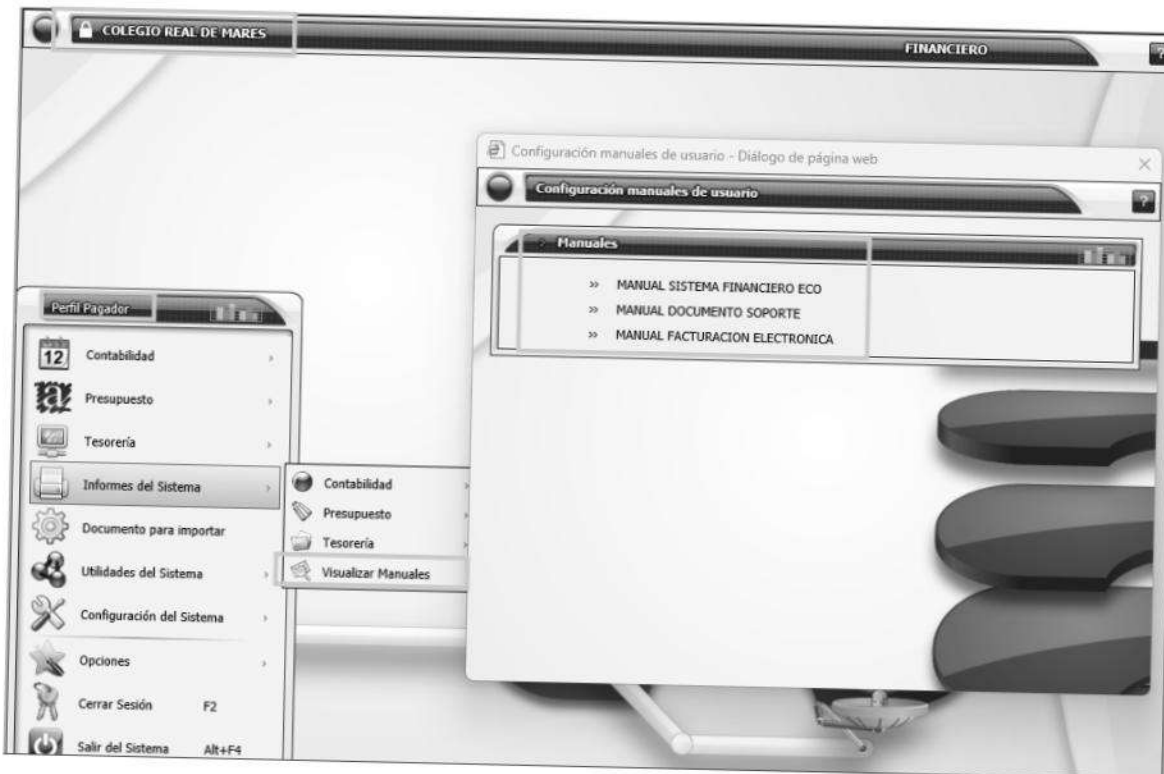 COLEGIO REAL DE MARES
FINANCIERO
?
Configuración manuales de usuario - Diálogo de página web
Configuración manuales de usuario
?
Manuales
» MANUAL SISTEMA FINANCIERO ECO
» MANUAL DOCUMENTO SOPORTE
» MANUAL FACTURACION ELECTRONICA
Perfil Pagador
12 Contabilidad
Presupuesto
Tesorería
Informes del Sistema
Documento para importar
Utilidades del Sistema
Configuración del Sistema
Opciones
Cerrar Sesión F2
Salir del Sistema Alt+F4
Contabilidad
Presupuesto
Tesorería
Visualizar Manuales